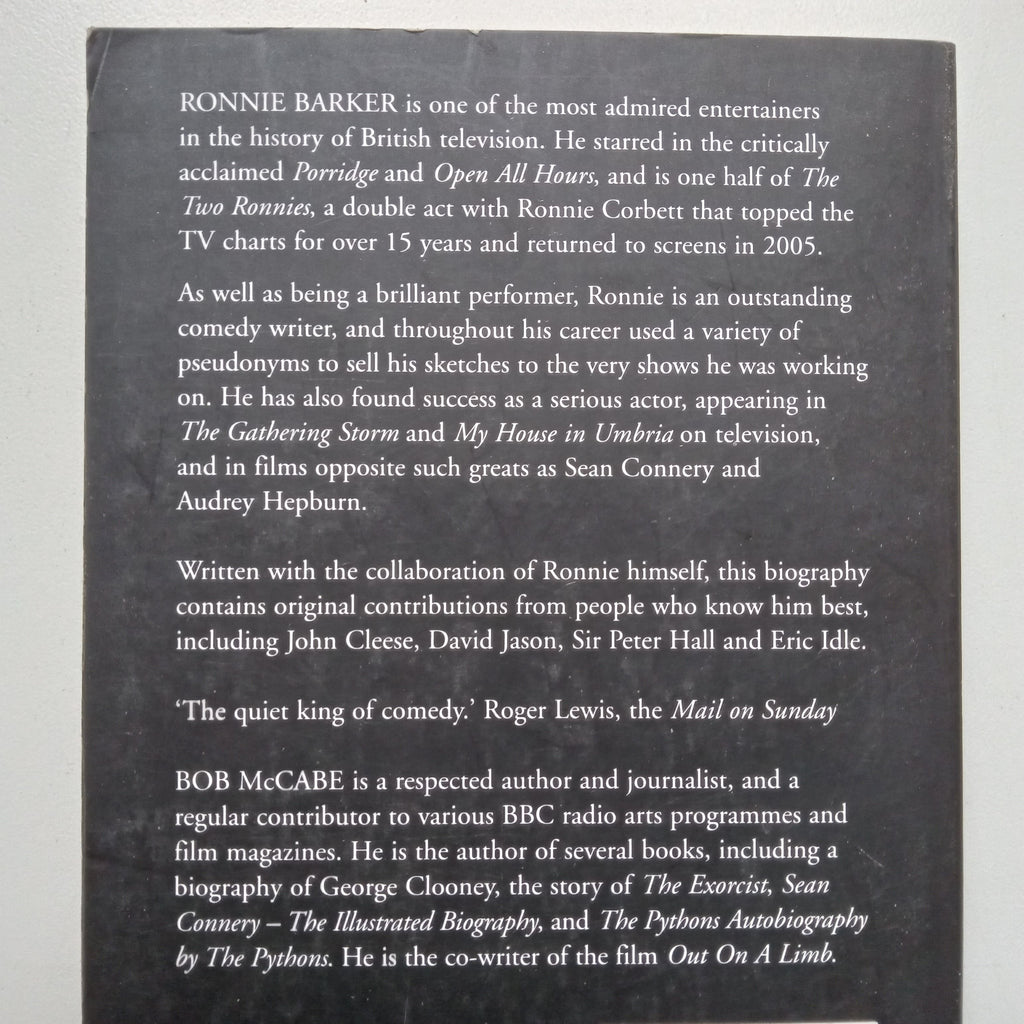 RONNIE BARKER is one of the most admired entertainers
in the history of British television. He starred in the critically
acclaimed Porridge and Open All Hours, and is one half of The
Two Ronnies, a double act with Ronnie Corbett that topped the
TV charts for over 15 years and returned to screens in 2005.
As well as being a brilliant performer, Ronnie is an outstanding
comedy writer, and throughout his career used a variety of
pseudonyms to sell his sketches to the very shows he was working
on. He has also found success as a serious actor, appearing in
The Gathering Storm and My House in Umbria on television,
and in films opposite such greats as Sean Connery and
Audrey Hepburn.
Written with the collaboration of Ronnie himself, this biography
contains original contributions from people who know him best,
including John Cleese, David Jason, Sir Peter Hall and Eric Idle.
‘The quiet king of comedy.’ Roger Lewis, the Mail on Sunday
BOB McCABE is a respected author and journalist, and a
regular contributor to various BBC radio arts programmes and
film magazines. He is the author of several books, including a
biography of George Clooney, the story of The Exorcist, Sean
Connery – The Illustrated Biography, and The Pythons Autobiography
by The Pythons. He is the co-writer of the film Out On A Limb.